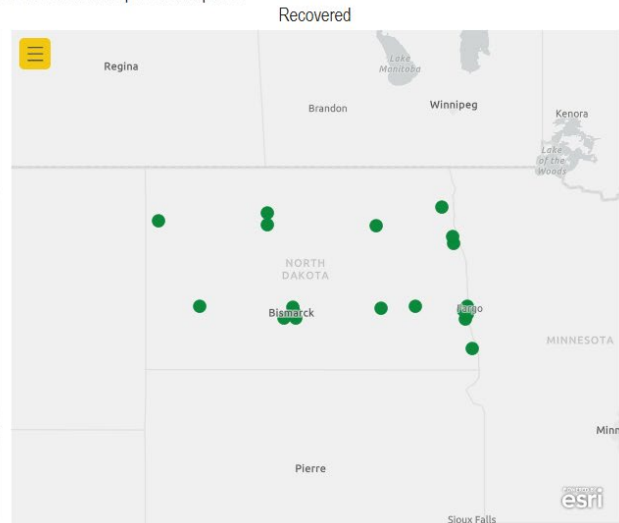 Recovered
Regina
Lake
Manitoba
Brandon
Winnipeg
Kenora
Lake
of the
Woods
NORTH
DAKOTA
Bismarck
Fargo
MINNESOTA
Minn
Pierre
esri
Sioux Falls